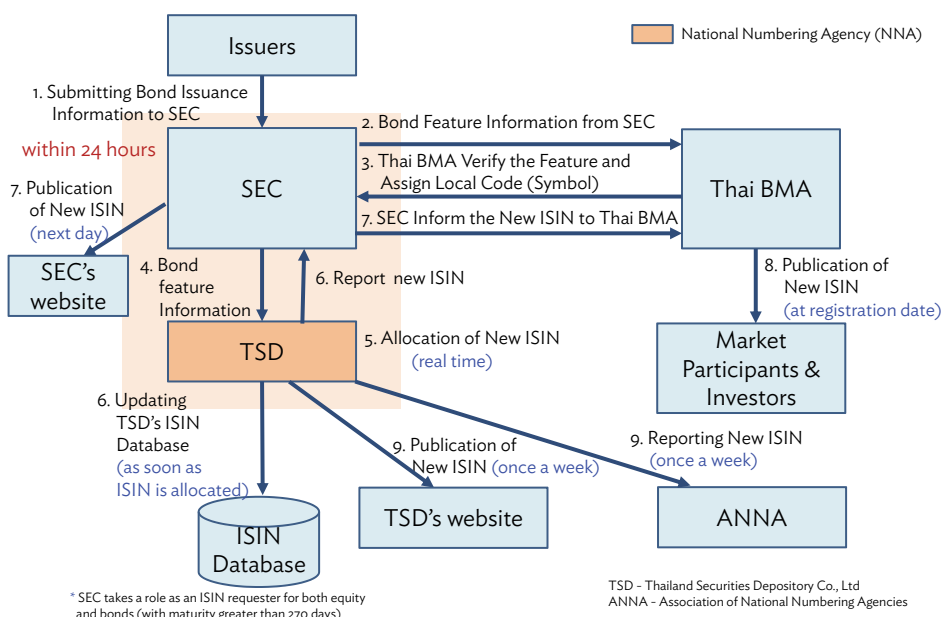 Issuers
National Numbering Agency (NNA)
1. Submitting Bond Issuance
Information to SEC
within 24 hours
SEC
2. Bond Feature Information from SEC
3. Thai BMA Verify the Feature and
Assign Local Code (Symbol)
7. SEC Inform the New ISIN to Thai BMA
Thai BMA
7. Publication
of New ISIN
(next day)
SEC's
website
4. Bond
feature
Information
6. Report new ISIN
8. Publication of
New ISIN
(at registration date)
TSD
5. Allocation of New ISIN
(real time)
Market
Participants &
Investors
6. Updating
TSD's ISIN
Database
(as soon as
ISIN is allocated)
9. Publication of
New ISIN (once a week)
9. Reporting New ISIN
(once a week)
ISIN
Database
TSD's website
ANNA
* SEC takes a role as an ISIN requester for both equity
and bonds (with maturity greater than 270 days)
TSD - Thailand Securities Depository Co., Ltd
ANNA - Association of National Numbering Agencies